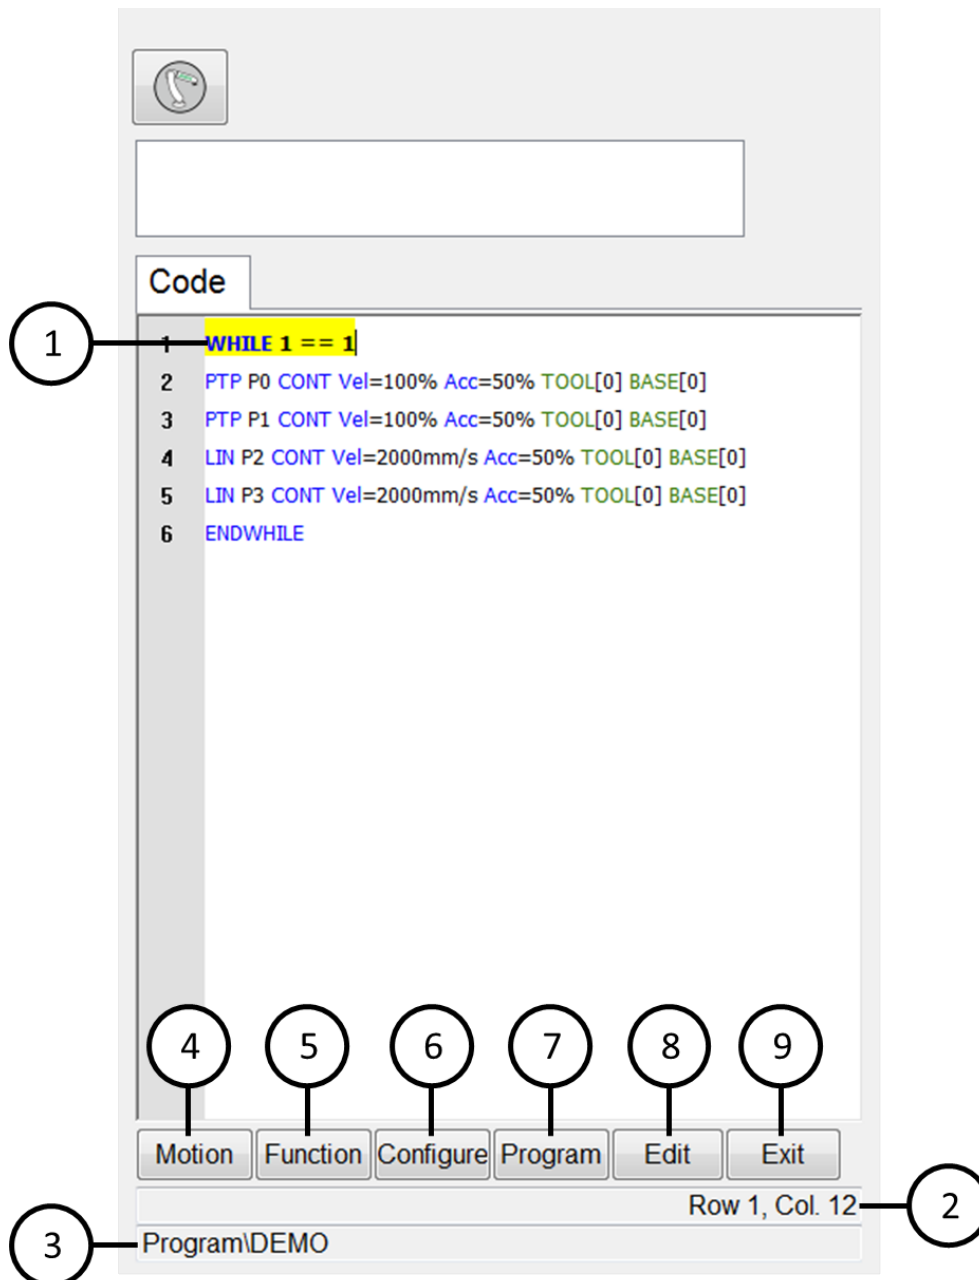 Code
1 WHILE 1 == 1
1
2 PTP P0 CONT Vel=100% Acc=50% TOOL[0] BASE[0]
3 PTP P1 CONT Vel=100% Acc=50% TOOL[0] BASE[0]
4 LIN P2 CONT Vel=2000mm/s Acc=50% TOOL[0] BASE[0]
5 LIN P3 CONT Vel=2000mm/s Acc=50% TOOL[0] BASE[0]
6 ENDWHILE
4 5 6 7 8 9
Motion Function Configure Program Edit Exit
Row 1, Col. 12
2
3
Program\DEMO